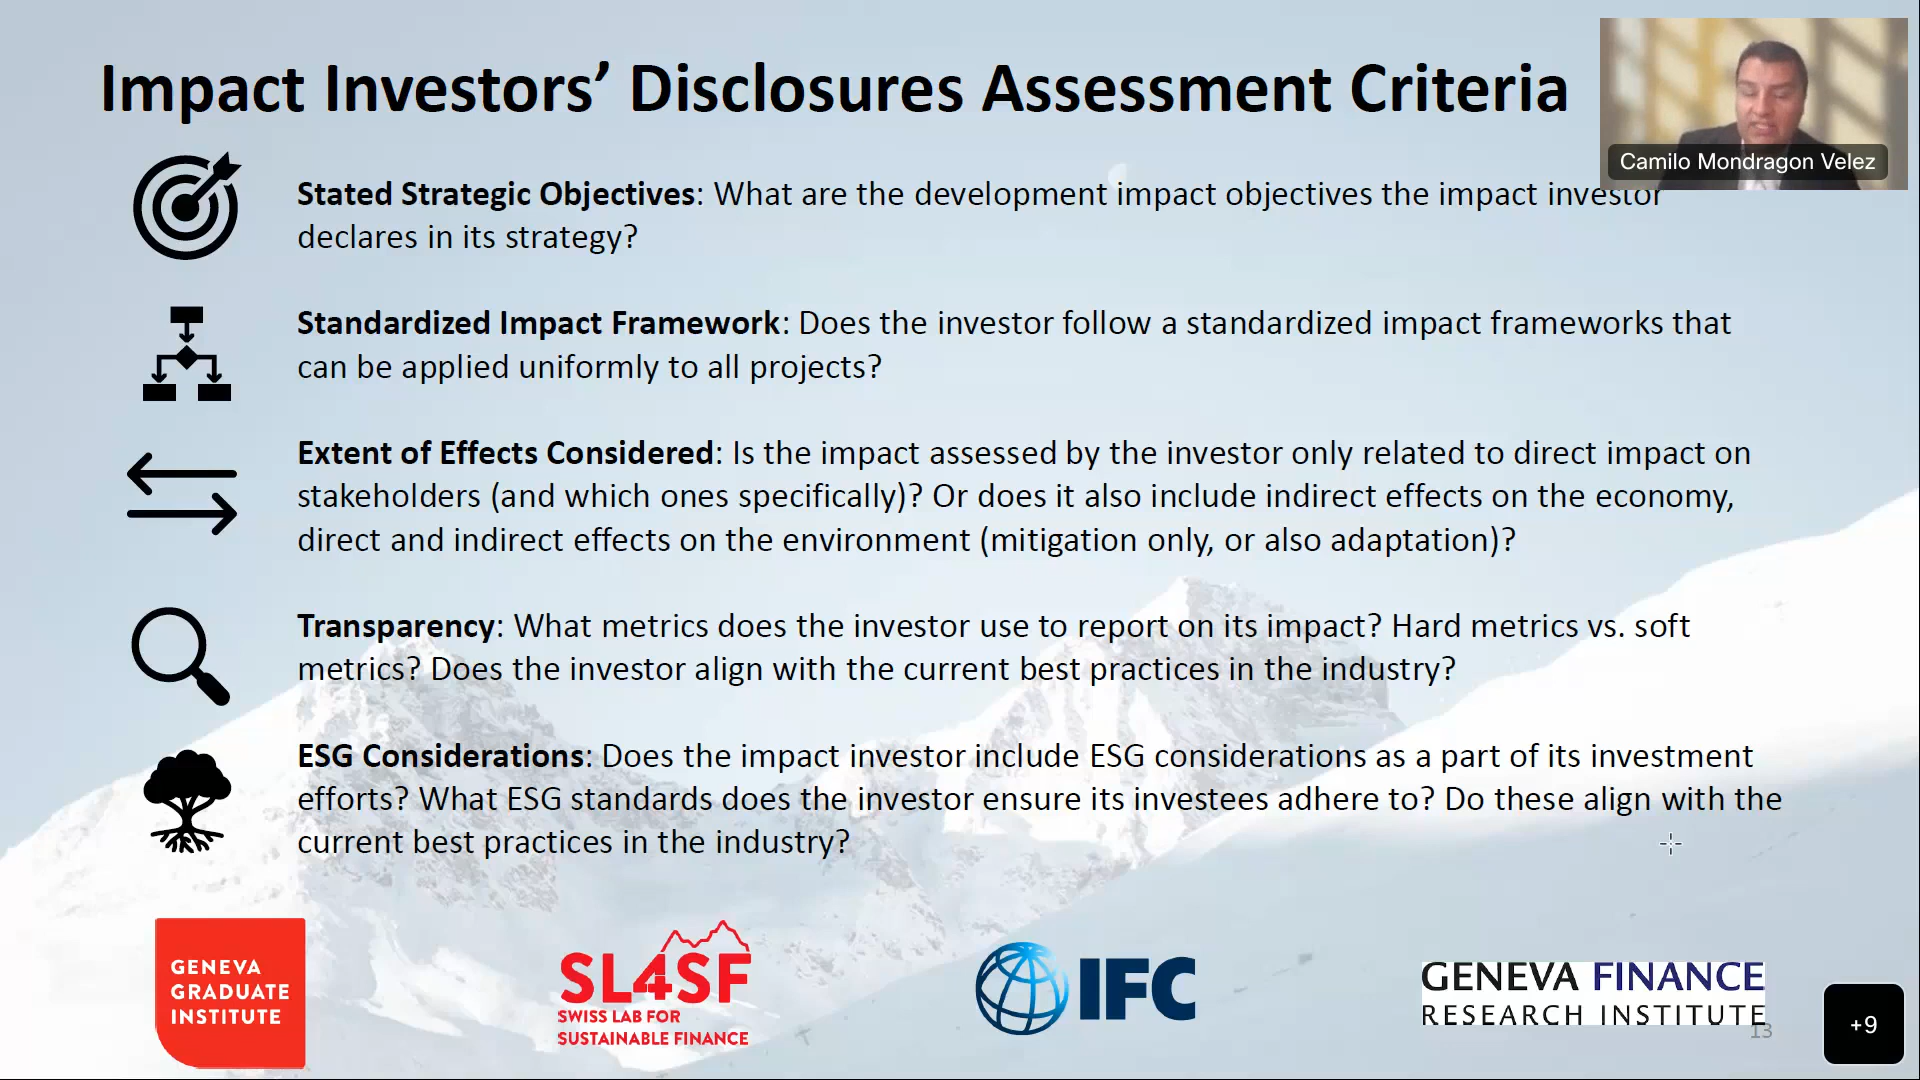 Impact Investors’ Disclosures Assessment Criteria
Camilo Mondragon Velez
Stated Strategic Objectives: What are the development impact objectives the impact investor
declares in its strategy?
Standardized Impact Framework: Does the investor follow a standardized impact frameworks that
can be applied uniformly to all projects?
Extent of Effects Considered: Is the impact assessed by the investor only related to direct impact on
stakeholders (and which ones specifically)? Or does it also include indirect effects on the economy,
direct and indirect effects on the environment (mitigation only, or also adaptation)?
Transparency: What metrics does the investor use to report on its impact? Hard metrics vs. soft
metrics? Does the investor align with the current best practices in the industry?
ESG Considerations: Does the impact investor include ESG considerations as a part of its investment
efforts? What ESG standards does the investor ensure its investees adhere to? Do these align with the
current best practices in the industry?
GENEVA
GRADUATE
INSTITUTE
SL4SF
SWISS LAB FOR
SUSTAINABLE FINANCE
IFC
GENEVA FINANCE
RESEARCH INSTITUTE
13
+9